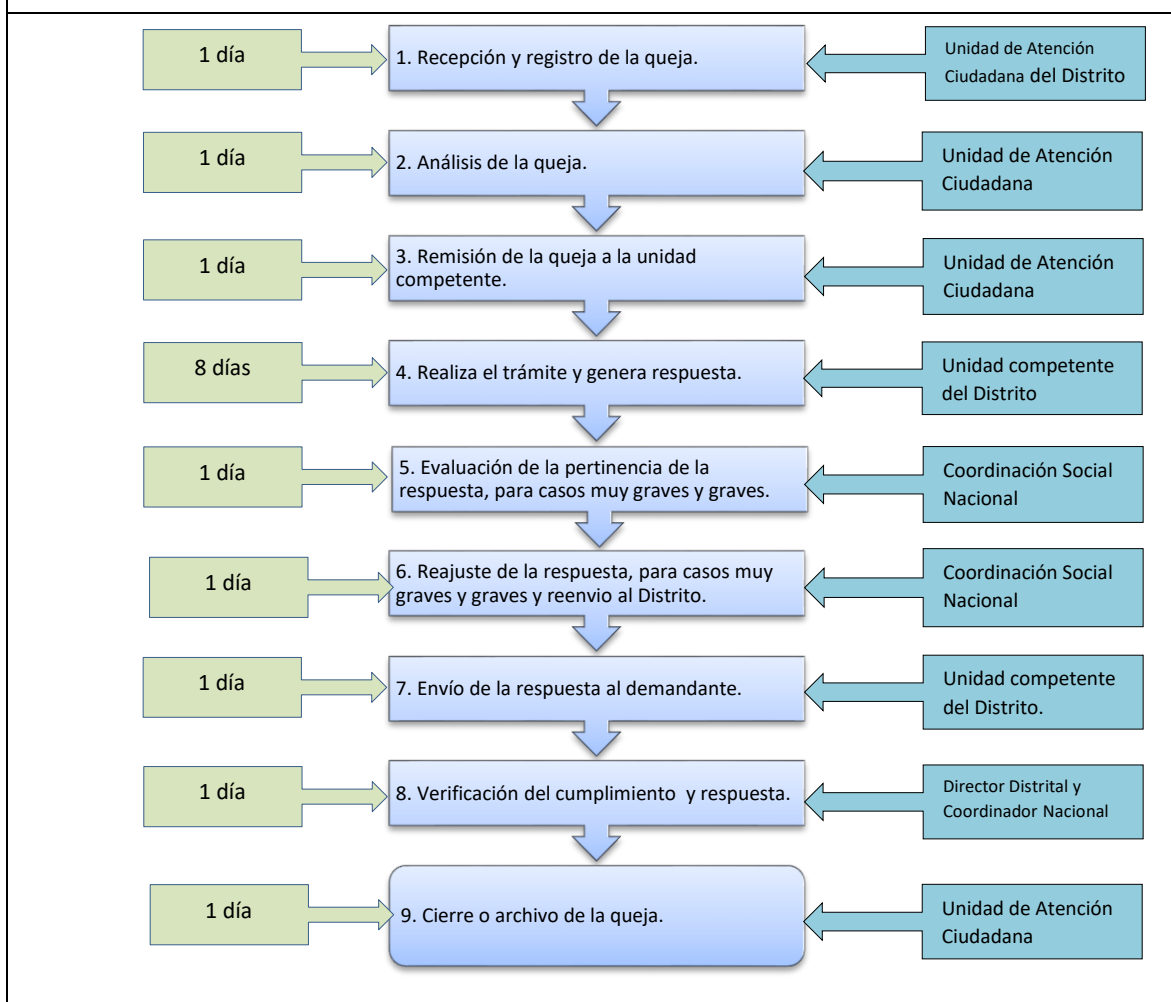 1 día
1. Recepción y registro de la queja.
Unidad de Atención
Ciudadana del Distrito
1 día
2. Análisis de la queja.
Unidad de Atención
Ciudadana
1 día
3. Remisión de la queja a la unidad
competente.
Unidad de Atención
Ciudadana
8 días
4. Realiza el trámite y genera respuesta.
Unidad competente
del Distrito
1 día
5. Evaluación de la pertinencia de la
respuesta, para casos muy graves y graves.
Coordinación Social
Nacional
1 día
6. Reajuste de la respuesta, para casos muy
graves y graves y reenvio al Distrito.
Coordinación Social
Nacional
1 día
7. Envío de la respuesta al demandante.
Unidad competente
del Distrito.
1 día
8. Verificación del cumplimiento y respuesta.
Director Distrital y
Coordinador Nacional
1 día
9. Cierre o archivo de la queja.
Unidad de Atención
Ciudadana